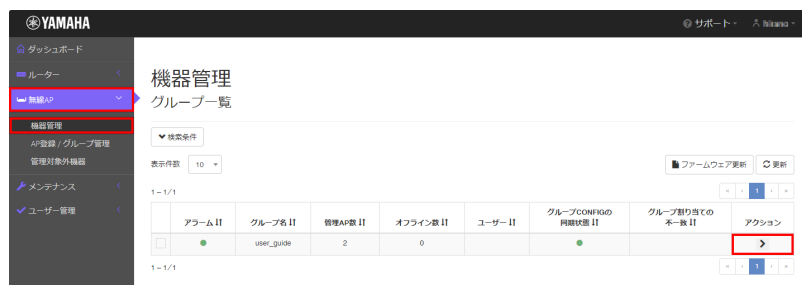 YAMAHA
サポート
ダッシュボード
ルーター
無線AP
機器管理
AP登録 / グループ管理
管理対象外機器
メンテナンス
ユーザー管理
機器管理
グループ一覧
検索条件
表示件数 10
ファームウェア更新 更新
1 – 1 / 1
« ‹ 1 › »
アラーム グループ名 管理AP数 オフライン数 ユーザー グループCONFIGの グループ割り当ての アクション
同期状態 不一致
user_guide 2 0
1 – 1 / 1
« ‹ 1 › »